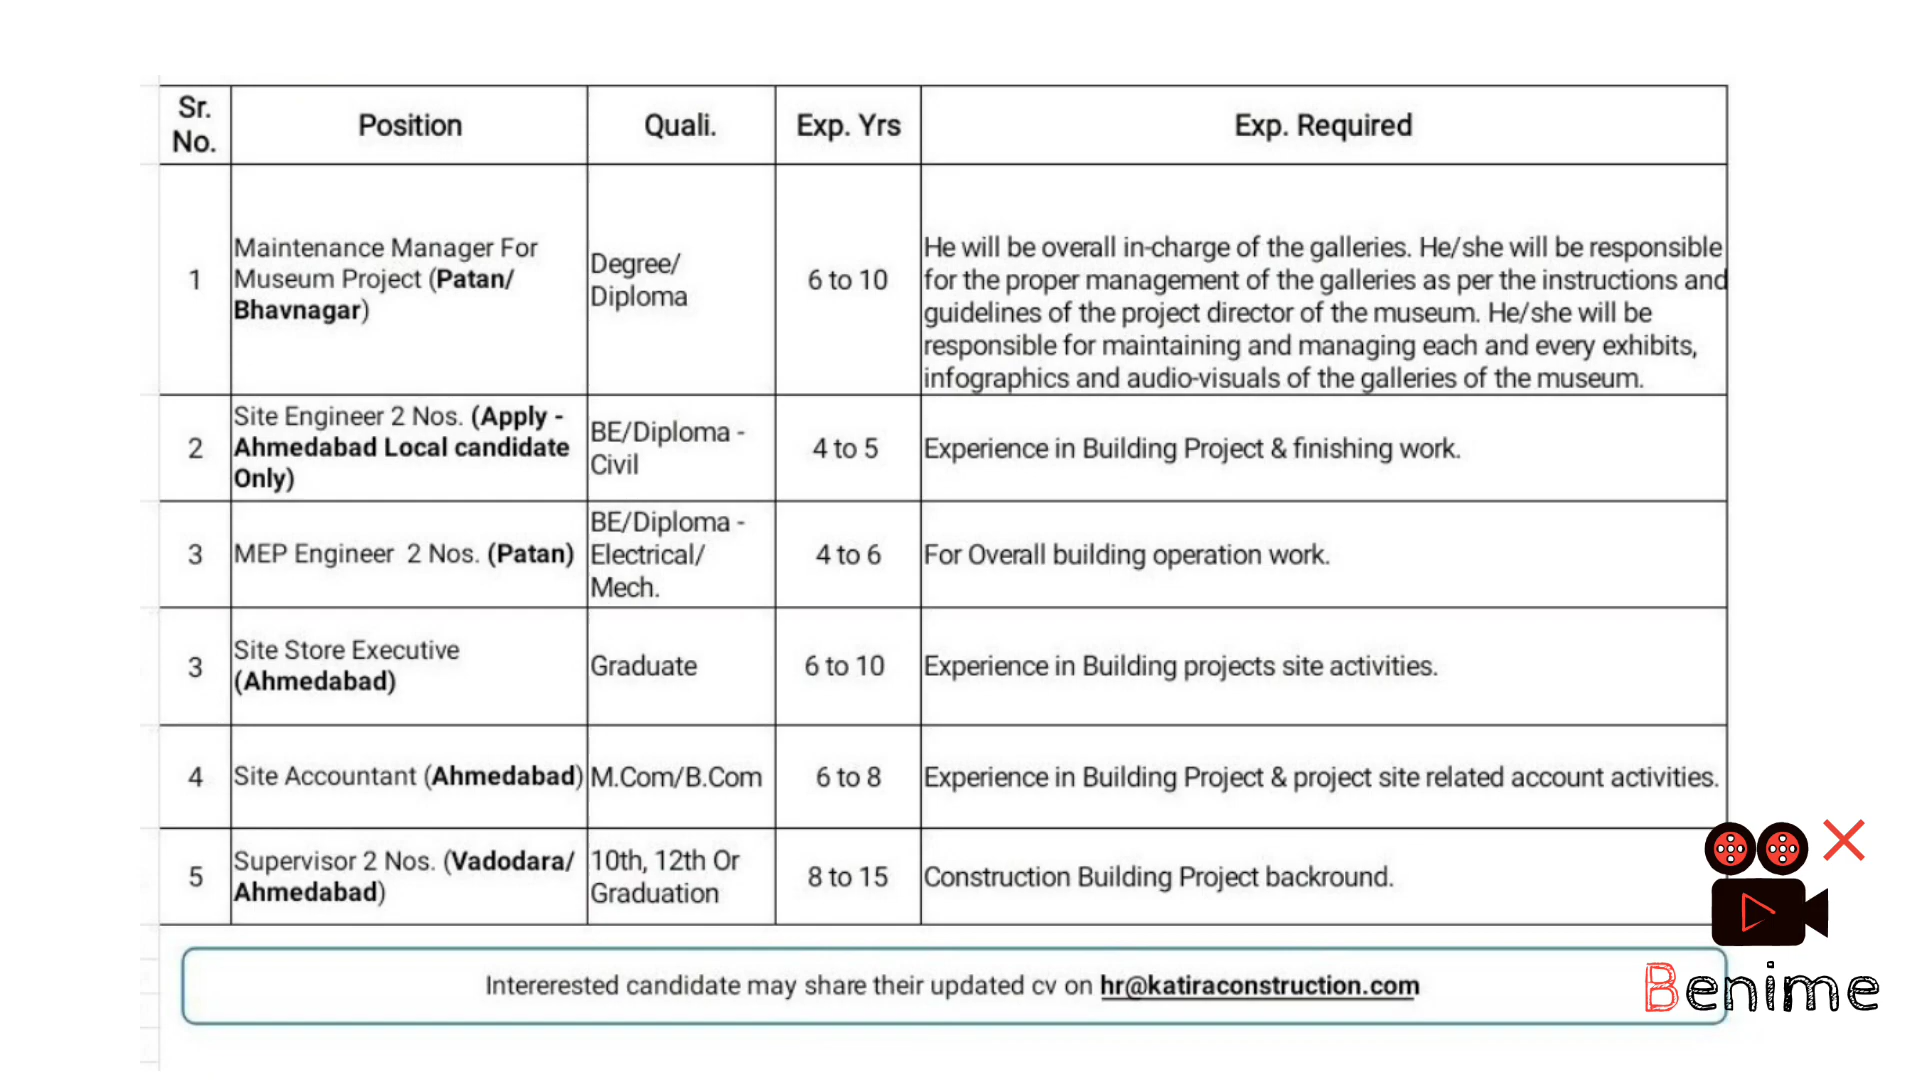 Sr.
No.
Position
Quali.
Exp. Yrs
Exp. Required
1
Maintenance Manager For
Museum Project (Patan/
Bhavnagar)
Degree/
Diploma
6 to 10
He will be overall in-charge of the galleries. He/she will be responsible
for the proper management of the galleries as per the instructions and
guidelines of the project director of the museum. He/she will be
responsible for maintaining and managing each and every exhibits,
infographics and audio-visuals of the galleries of the museum.
2
Site Engineer 2 Nos. (Apply -
Ahmedabad Local candidate
Only)
BE/Diploma -
Civil
4 to 5
Experience in Building Project & finishing work.
3
MEP Engineer 2 Nos. (Patan)
BE/Diploma -
Electrical/
Mech.
4 to 6
For Overall building operation work.
3
Site Store Executive
(Ahmedabad)
Graduate
6 to 10
Experience in Building projects site activities.
4
Site Accountant (Ahmedabad)
M.Com/B.Com
6 to 8
Experience in Building Project & project site related account activities.
5
Supervisor 2 Nos. (Vadodara/
Ahmedabad)
10th, 12th Or
Graduation
8 to 15
Construction Building Project backround.
Intererested candidate may share their updated cv on hr@katiraconstruction.com
Benime